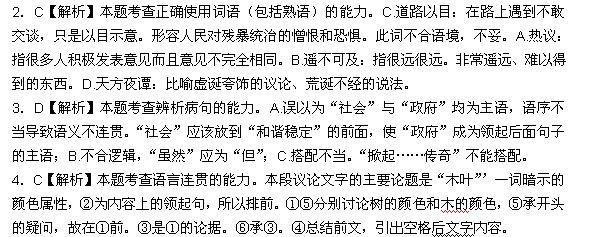 2．C【解析】本题考查正确使用词语（包括熟语）的能力。C.道路以目：在路上遇到不敢
交谈，只是以目示意。形容人民对残暴统治的憎恨和恐惧。此词不合语境，不妥。A.热议：
指很多人积极发表意见而且意见不完全相同。B.遥不可及：指很远很远。非常遥远、难以得
到的东西。D.天方夜谭：比喻虚诞夸饰的议论、荒诞不经的说法。
3．D【解析】本题考查辨析病句的能力。A.误以为“社会”与“政府”均为主语，语序不
当导致语义不连贯。“社会”应该放到“和谐稳定”的前面，使“政府”成为领起后面句子
的主语；B.不合逻辑，“虽然”应为“但”；C.搭配不当。“掀起……传奇”不能搭配。
4．C【解析】本题考查语言连贯的能力。本段议论文字的主要论题是“木叶”’一词暗示的
颜色属性，②为内容上的领起句，所以排前。①⑤分别讨论树的颜色和木的颜色，⑤承开头
的疑问，故在①前。③是①的论据。⑥承③。④总结前文，引出空格后文字内容。